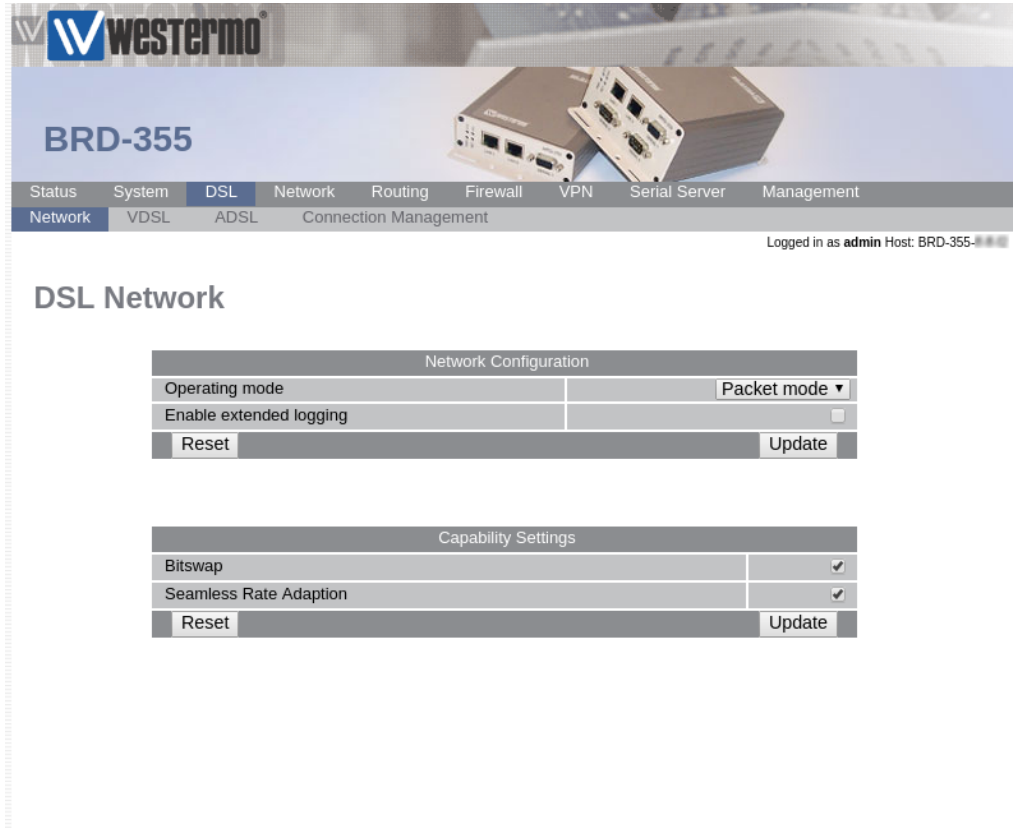 westermo
BRD-355
Status System DSL Network Routing Firewall VPN Serial Server Management
Network VDSL ADSL Connection Management
Logged in as admin Host: BRD-355-
DSL Network
Network Configuration
Operating mode Packet mode
Enable extended logging
Reset Update
Capability Settings
Bitswap
Seamless Rate Adaption
Reset Update